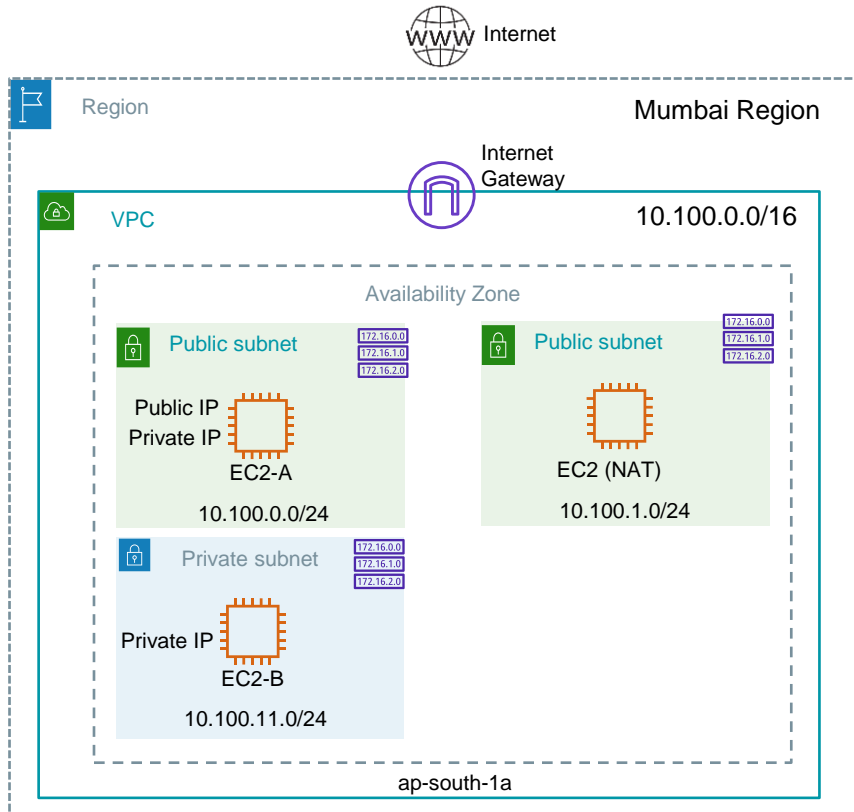 WWW
Internet
Region
Mumbai Region
Internet
Gateway
VPC
10.100.0.0/16
Availability Zone
Public subnet
172.16.0.0
172.16.1.0
172.16.2.0
Public IP
Private IP
EC2-A
10.100.0.0/24
Public subnet
172.16.0.0
172.16.1.0
172.16.2.0
EC2 (NAT)
10.100.1.0/24
Private subnet
172.16.0.0
172.16.1.0
172.16.2.0
Private IP
EC2-B
10.100.11.0/24
ap-south-1a